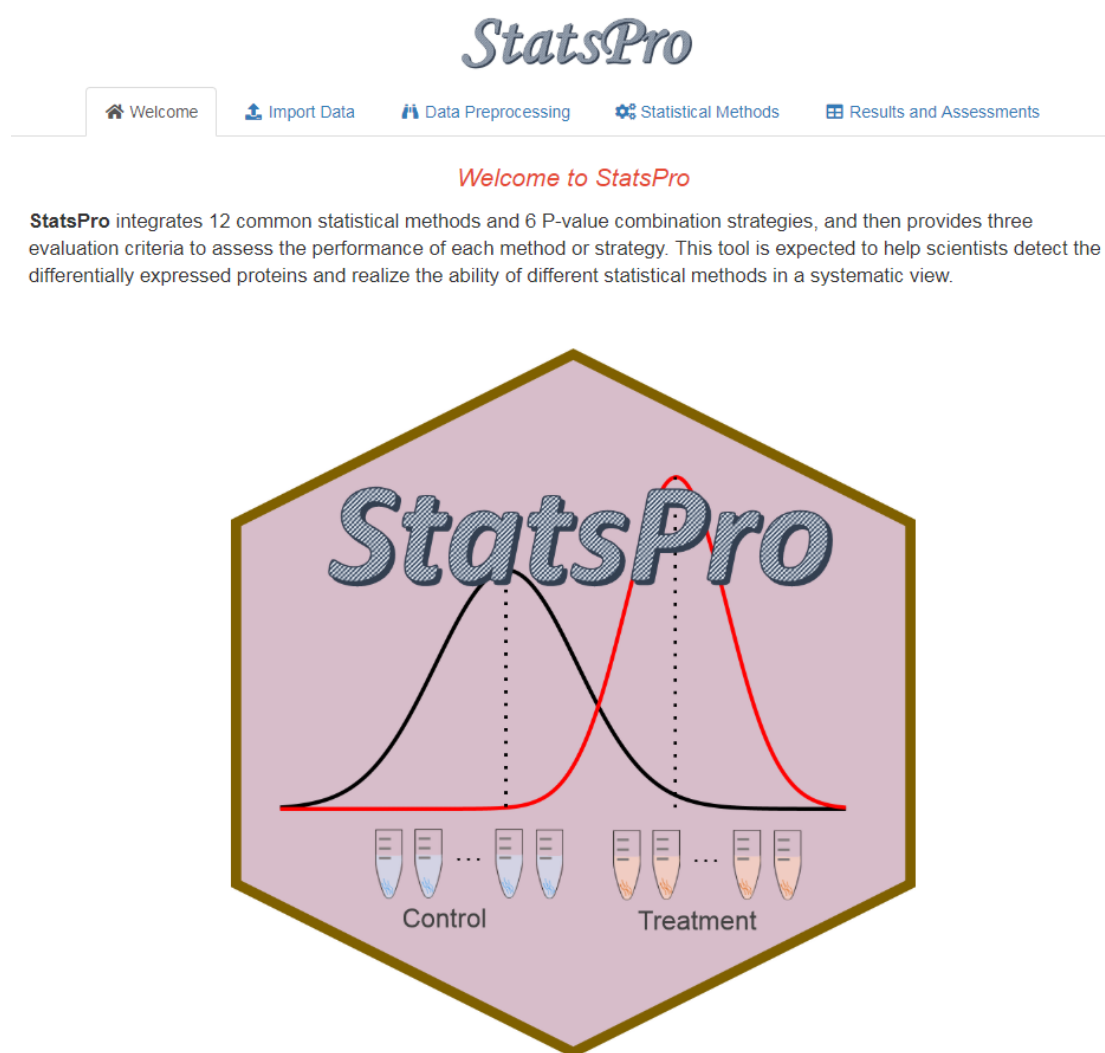 StatsPro
Welcome Import Data Data Preprocessing Statistical Methods Results and Assessments
Welcome to StatsPro
StatsPro integrates 12 common statistical methods and 6 P-value combination strategies, and then provides three
evaluation criteria to assess the performance of each method or strategy. This tool is expected to help scientists detect the
differentially expressed proteins and realize the ability of different statistical methods in a systematic view.
StatsPro
... ...
Control Treatment